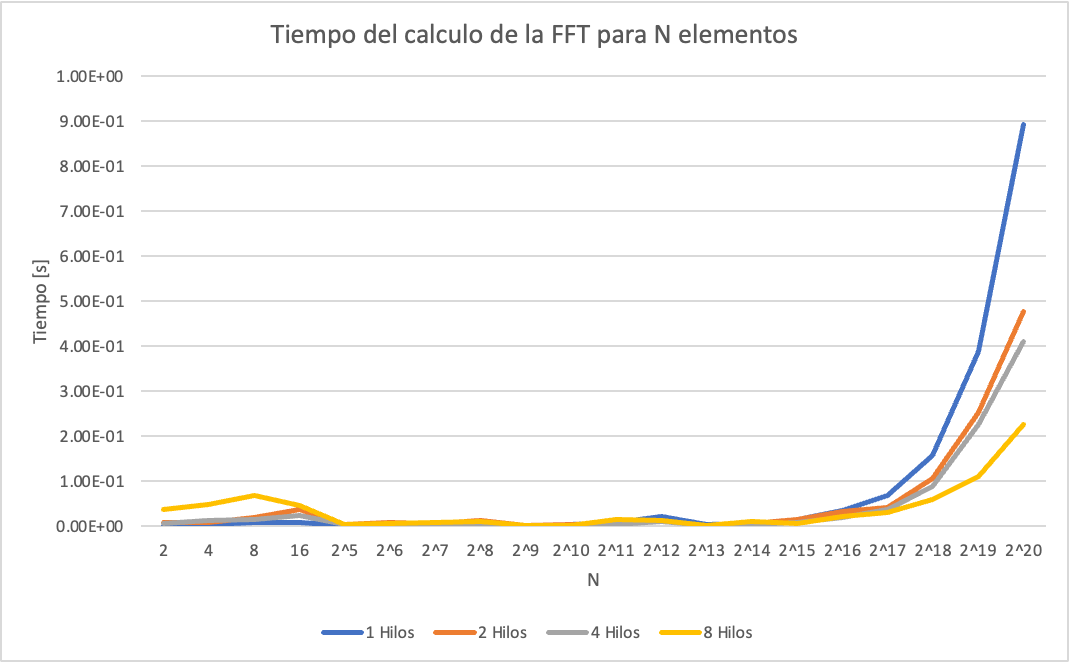 Tiempo del calculo de la FFT para N elementos
1.00E+00
9.00E-01
8.00E-01
7.00E-01
6.00E-01
5.00E-01
4.00E-01
3.00E-01
2.00E-01
1.00E-01
0.00E+00
Tiempo [s]
2 4 8 16 2^5 2^6 2^7 2^8 2^9 2^10 2^11 2^12 2^13 2^14 2^15 2^16 2^17 2^18 2^19 2^20
N
1 Hilos 2 Hilos 4 Hilos 8 Hilos